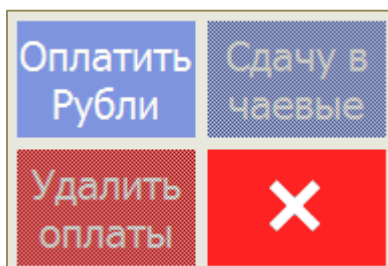 Оплатить
Рубли
Сдачу в
чаевые
Удалить
оплаты